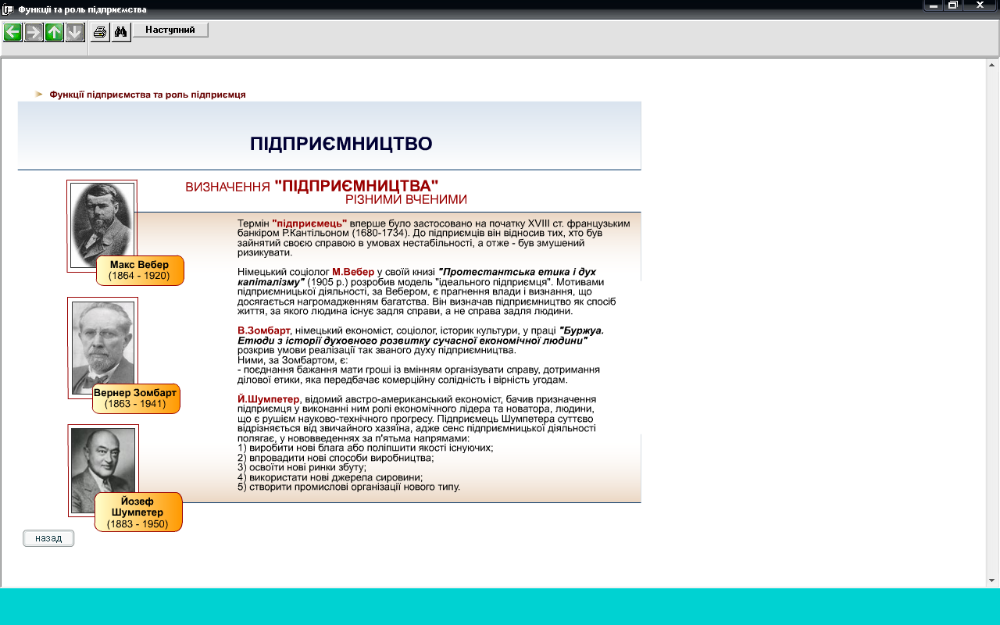 Функції та роль підприємства
Наступний
Функції підприємства та роль підприємця
ПІДПРИЄМНИЦТВО
ВИЗНАЧЕННЯ "ПІДПРИЄМНИЦТВА"
РІЗНИМИ ВЧЕНИМИ
Макс Вебер
(1864 - 1920)
Вернер Зомбарт
(1863 - 1941)
Йозеф
Шумпетер
(1883 - 1950)
Термін "підприємець" вперше було застосовано на початку XVIII ст. французьким
банкіром Р.Кантільоном (1680-1734). До підприємців він відносив тих, хто був
зайнятий своєю справою в умовах нестабільності, а отже - був змушений
ризикувати.
Німецький соціолог М.Вебер у своїй книзі "Протестантська етика і дух
капіталізму" (1905 р.) розробив модель "ідеального підприємця". Мотивами
підприємницької діяльності, за Вебером, є прагнення влади і визнання, що
досягається нагромадженням багатства. Він визначав підприємництво як спосіб
життя, за якого людина існує задля справи, а не справа задля людини.
В.Зомбарт, німецький економіст, соціолог, історик культури, у праці "Буржуа.
Етюди з історії духовного розвитку сучасної економічної людини"
розкрив умови реалізації так званого духу підприємництва.
Ними, за Зомбартом, є:
- поєднання бажання мати гроші із вмінням організувати справу, дотримання
ділової етики, яка передбачає комерційну солідність і вірність угодам.
Й.Шумпетер, відомий австро-американський економіст, бачив призначення
підприємця у виконанні ним ролі економічного лідера та новатора, людини,
що є рушієм науково-технічного прогресу. Підприємець Шумпетера суттєво
відрізняється від звичайного хазяїна, адже сенс підприємницької діяльності
полягає, у нововведеннях за п'ятьма напрямами:
1) виробити нові блага або поліпшити якості існуючих;
2) впровадити нові способи виробництва;
3) освоїти нові ринки збуту;
4) використати нові джерела сировини;
5) створити промислові організації нового типу.
назад